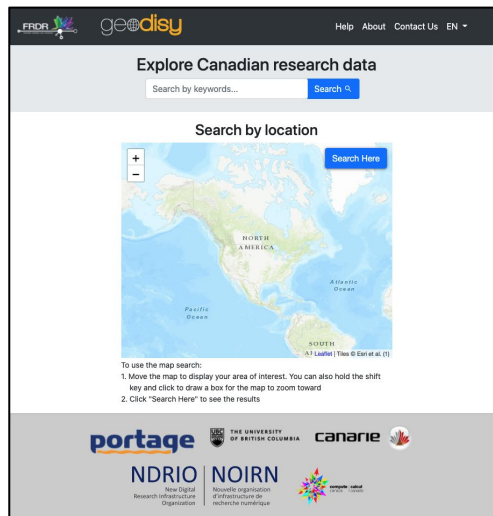 FRDR
geodisy
Help About Contact Us EN
Explore Canadian research data
Search by keywords...
Search
Search by location
+
−
Search Here
NORTH
AMERICA
Atlantic
Ocean
Pacific
Ocean
SOUTH
Leaflet | Tiles © Esri et al. (1)
To use the map search:
1. Move the map to display your area of interest. You can also hold the shift
key and click to draw a box for the map to zoom toward
2. Click "Search Here" to see the results
portage
UBC
THE UNIVERSITY
OF BRITISH COLUMBIA
canarie
NDRIO
New Digital
Research Infrastructure
Organization
NOIRN
Nouvelle organisation
d'infrastructure de
recherche numérique
compute • calcul
canada